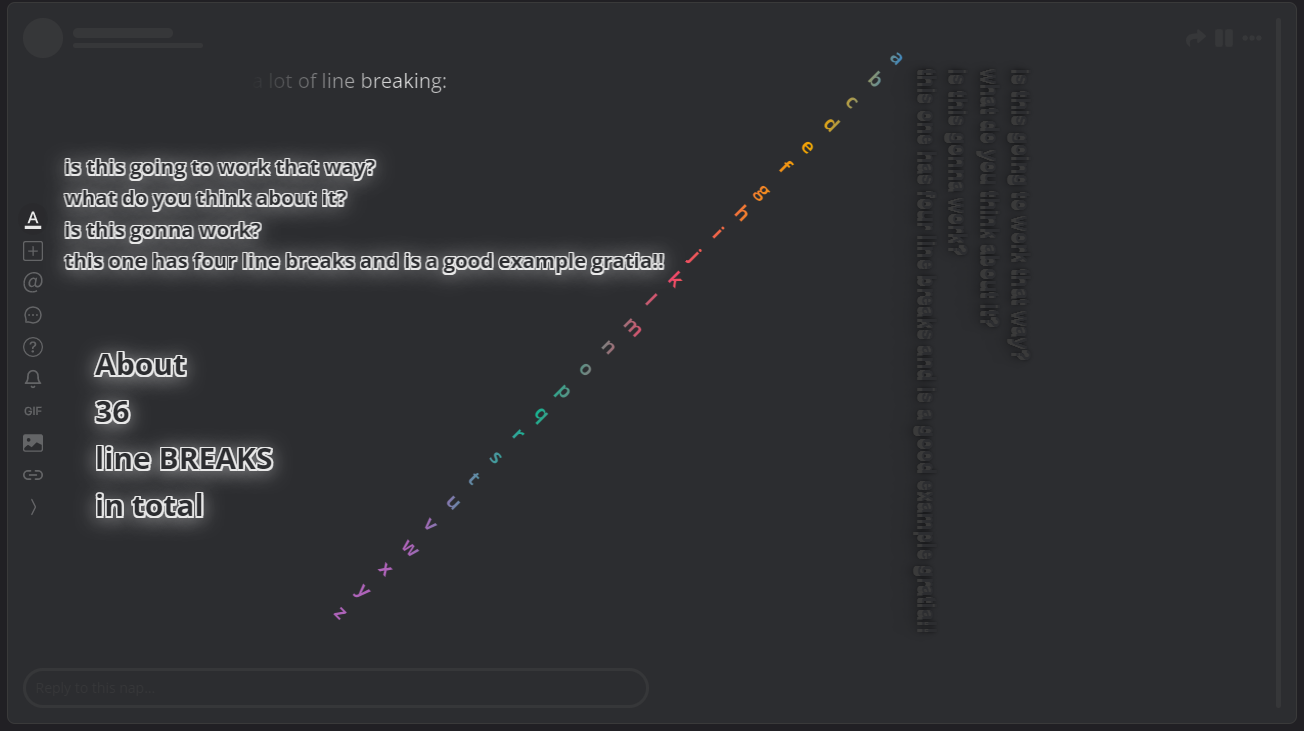 a lot of line breaking:
is this going to work that way?
what do you think about it?
is this gonna work?
this one has four line breaks and is a good example gratia!!
About
36
line BREAKS
in total
a
b
c
d
e
f
g
h
i
j
k
l
m
n
o
p
q
r
s
t
u
v
w
x
y
z
is this going to work that way?
what do you think about it?
is this gonna work?
this one has four line breaks and is a good example gratia!!
A
GIF
Reply to this nap...